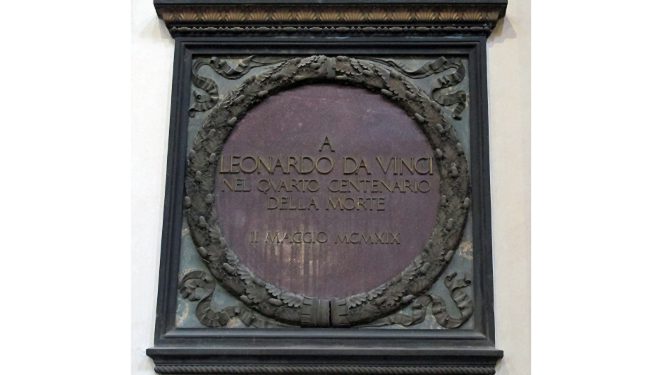 A
LEONARDO DA VINCI
NEL QVARTO CENTENARIO
DELLA MORTE
II MAGGIO MCMXIX